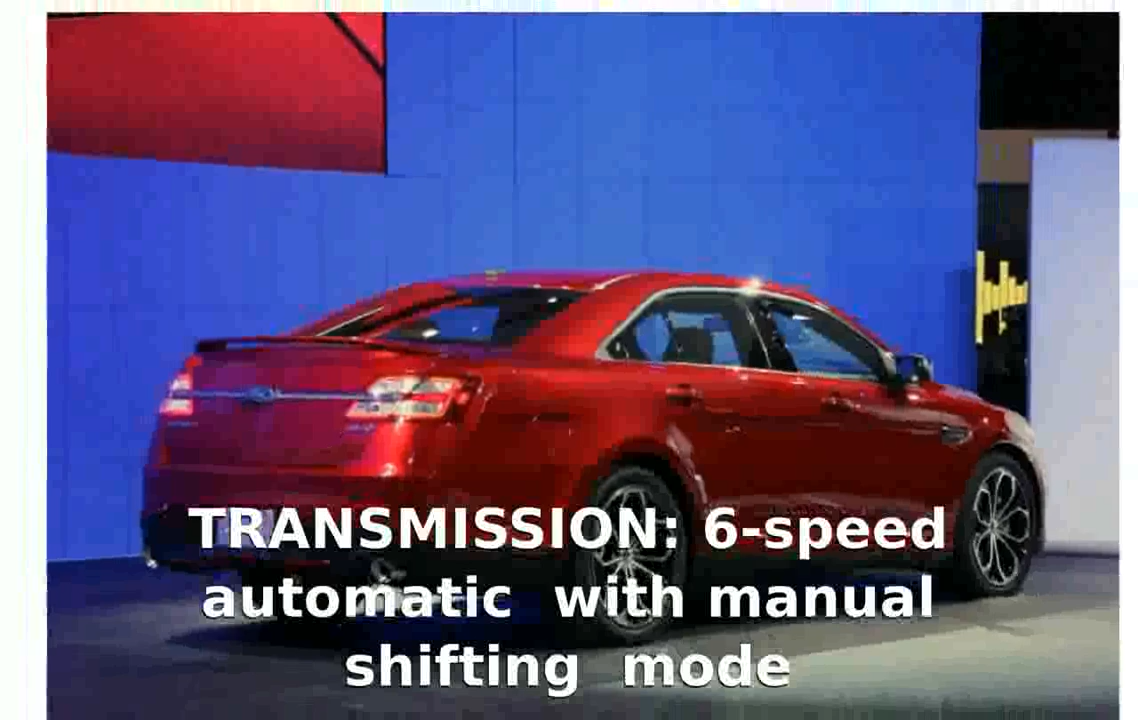 TRANSMISSION: 6-speed
automatic with manual
shifting mode